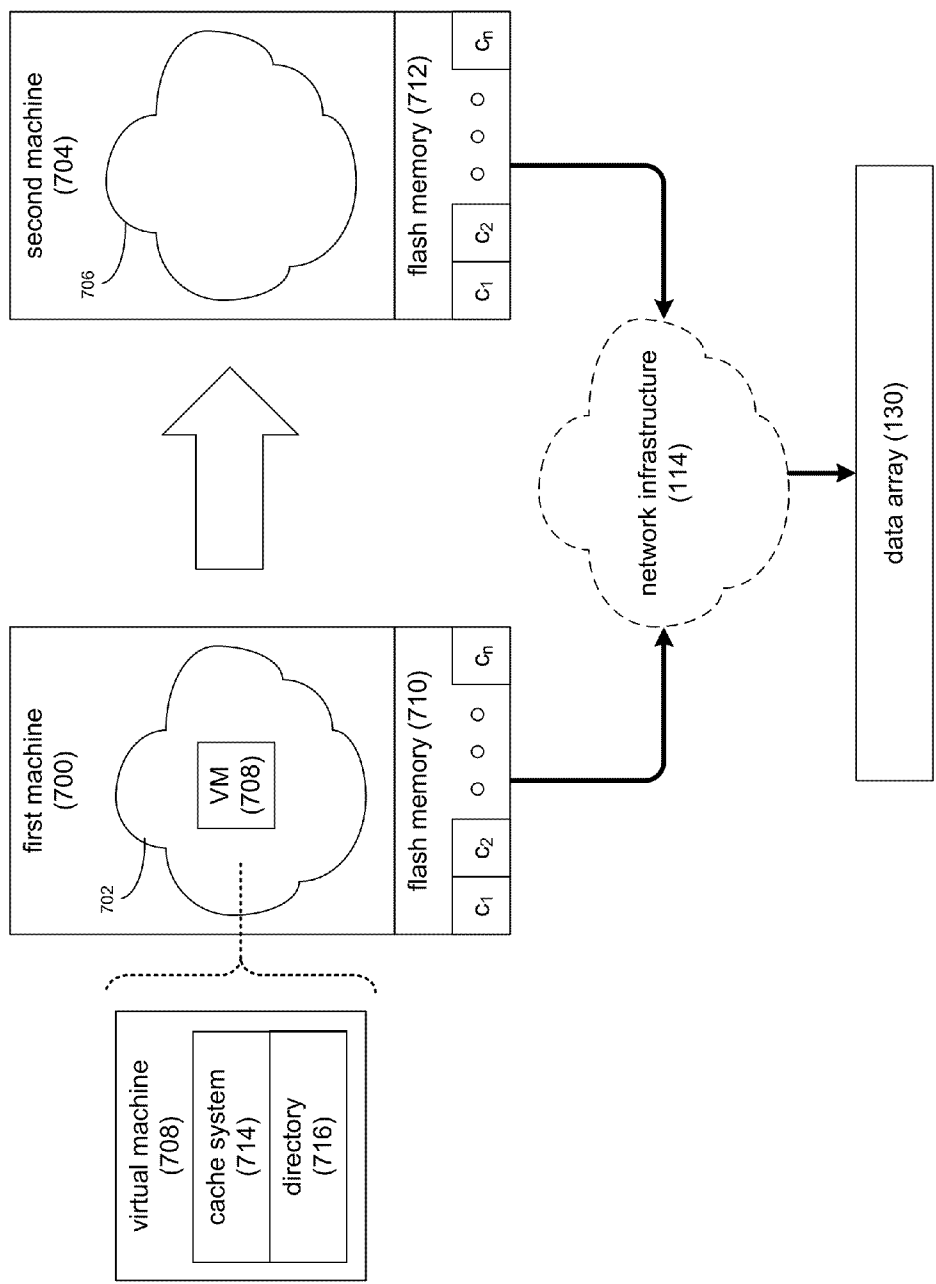 virtual machine
(708)
cache system
(714)
directory
(716)
first machine
(700)
702
VM
(708)
flash memory (710)
c1 c2 cn
second machine
(704)
706
flash memory (712)
c1 c2 cn
network infrastructure
(114)
data array (130)